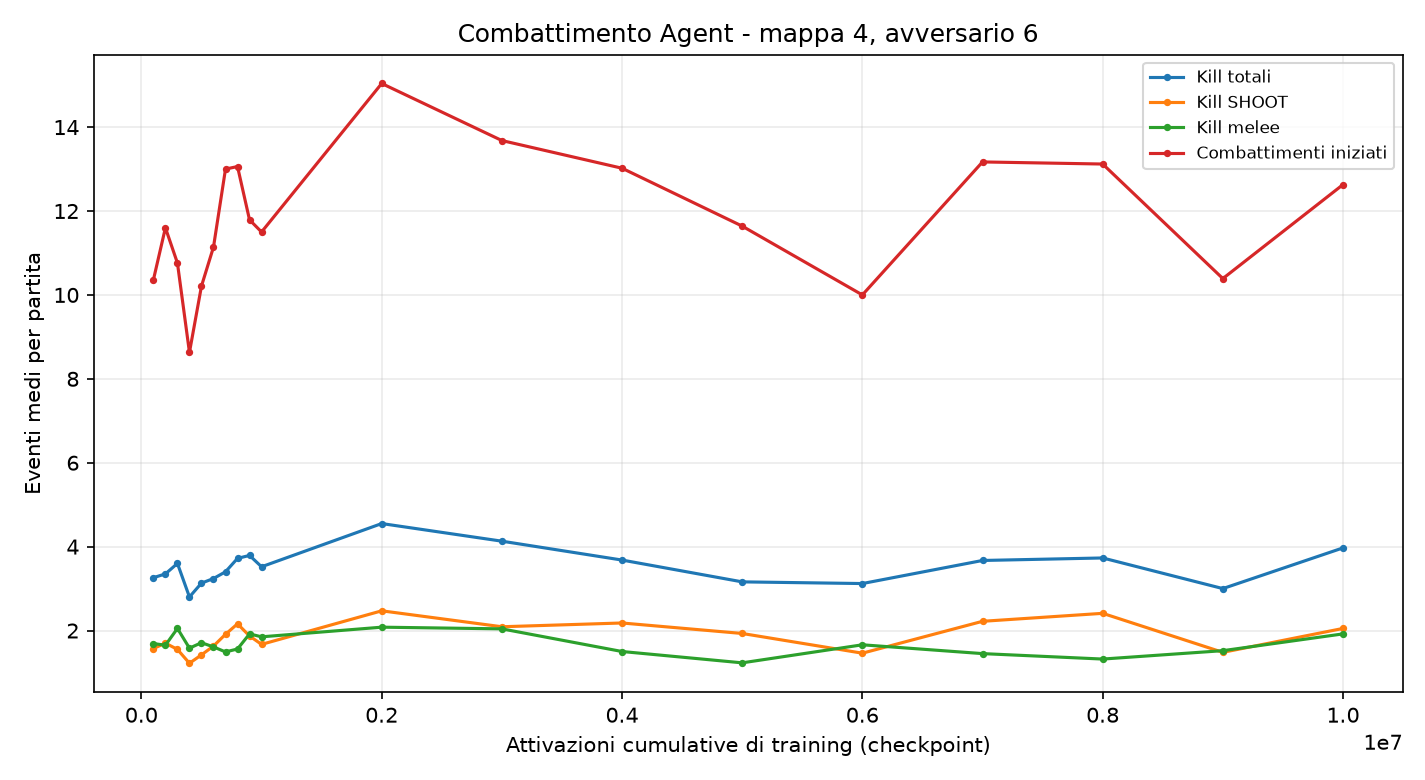 Combattimento Agent - mappa 4, avversario 6
Kill totali
Kill SHOOT
Kill melee
Combattimenti iniziati
Eventi medi per partita
14
12
10
8
6
4
2
0.0 0.2 0.4 0.6 0.8 1.0
1e7
Attivazioni cumulative di training (checkpoint)